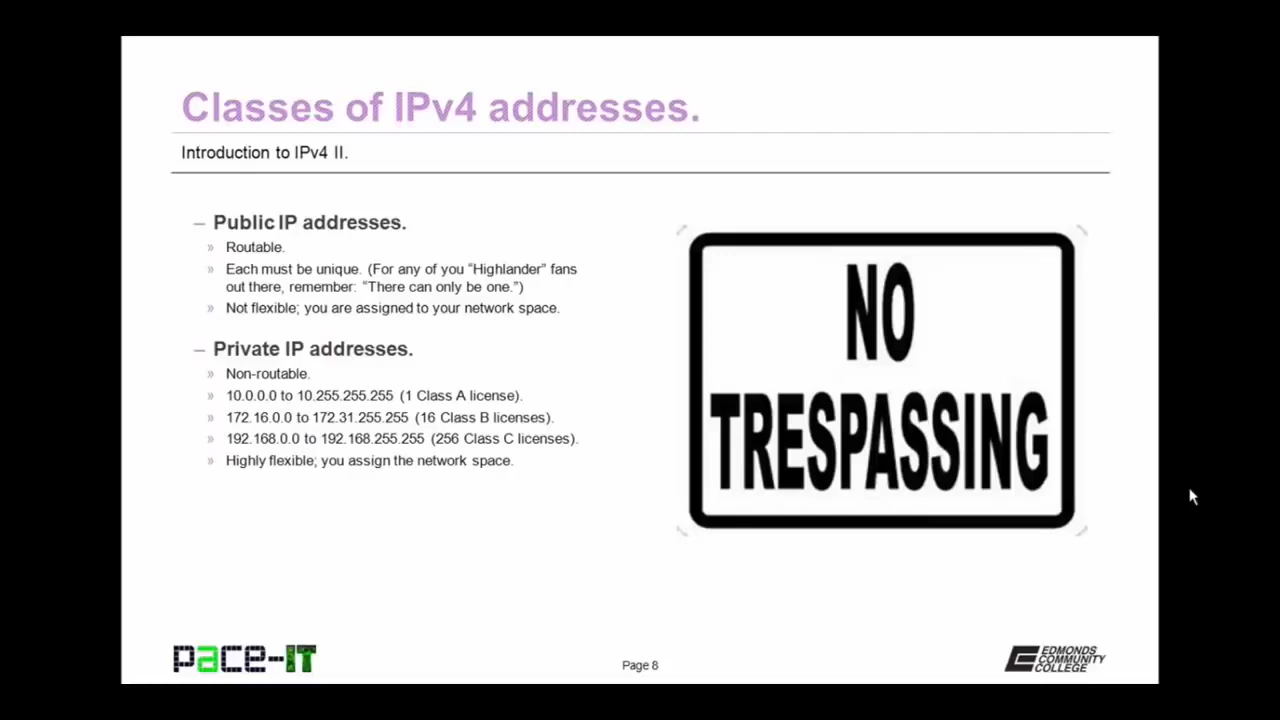 Classes of IPv4 addresses.
Introduction to IPv4 II.
– Public IP addresses.
» Routable.
» Each must be unique. (For any of you “Highlander” fans
out there, remember: “There can only be one.”)
» Not flexible; you are assigned to your network space.
– Private IP addresses.
» Non-routable.
» 10.0.0.0 to 10.255.255.255 (1 Class A license).
» 172.16.0.0 to 172.31.255.255 (16 Class B licenses).
» 192.168.0.0 to 192.168.255.255 (256 Class C licenses).
» Highly flexible; you assign the network space.
NO
TRESPASSING
pace-IT
Page 8
EDMONDS
COMMUNITY
COLLEGE